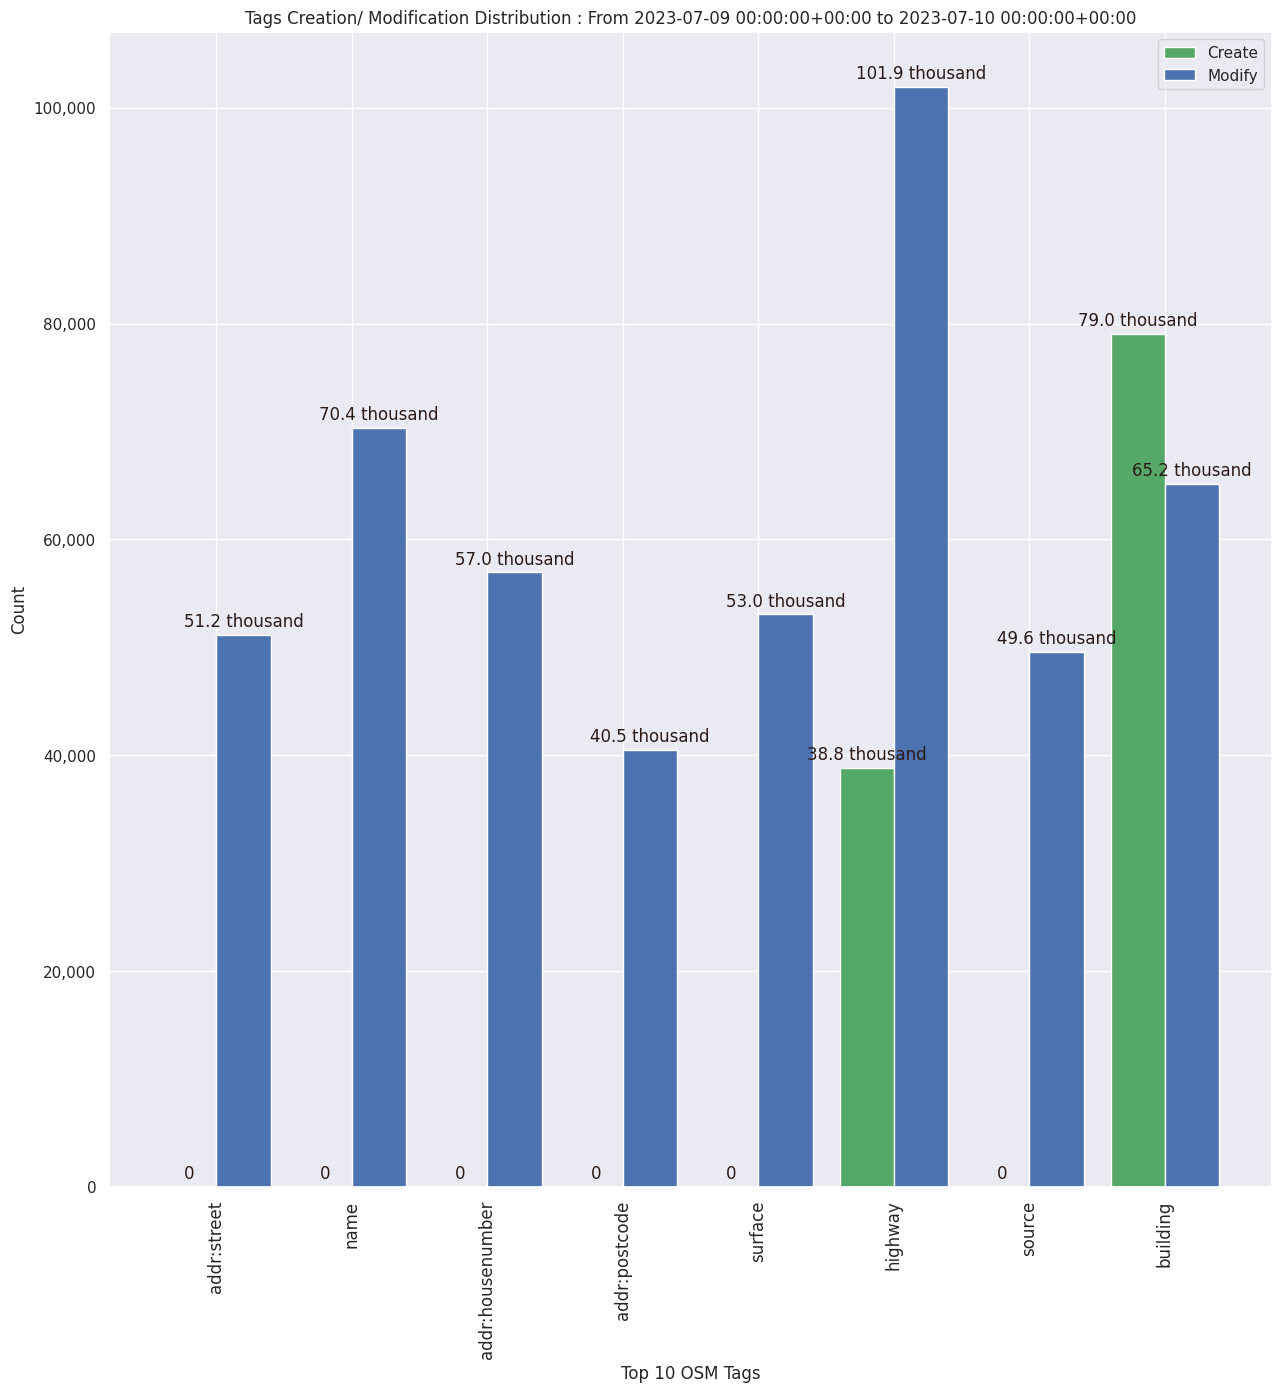 Tags Creation/ Modification Distribution : From 2023-07-09 00:00:00+00:00 to 2023-07-10 00:00:00+00:00
Create
Modify
101.9 thousand
100,000
79.0 thousand
80,000
70.4 thousand
65.2 thousand
60,000
57.0 thousand
53.0 thousand
51.2 thousand
49.6 thousand
40.5 thousand
38.8 thousand
40,000
20,000
0
0
0
0
0
0
0
Count
addr:street
name
addr:housenumber
addr:postcode
surface
highway
source
building
Top 10 OSM Tags